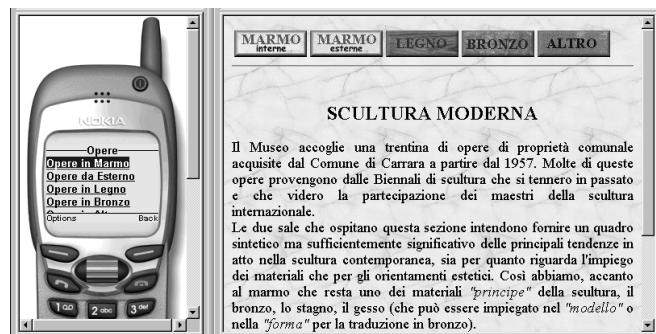 NOKIA
Opere
Opere in Marmo
Opere da Esterno
Opere in Legno
Opere in Bronzo
Options Back
1 2 abc 3 def
MARMO interne
MARMO esterne
LEGNO
BRONZO
ALTRO
SCULTURA MODERNA
Il Museo accoglie una trentina di opere di proprietà comunale
acquisite dal Comune di Carrara a partire dal 1957. Molte di queste
opere provengono dalle Biennali di scultura che si tennero in passato
e che videro la partecipazione dei maestri della scultura
internazionale.
Le due sale che ospitano questa sezione intendono fornire un quadro
sintetico ma sufficientemente significativo delle principali tendenze in
atto nella scultura contemporanea, sia per quanto riguarda l'impiego
dei materiali che per gli orientamenti estetici. Così abbiamo, accanto
al marmo che resta uno dei materiali "principe" della scultura, il
bronzo, lo stagno, il gesso (che può essere impiegato nel "modello" o
nella "forma" per la traduzione in bronzo).